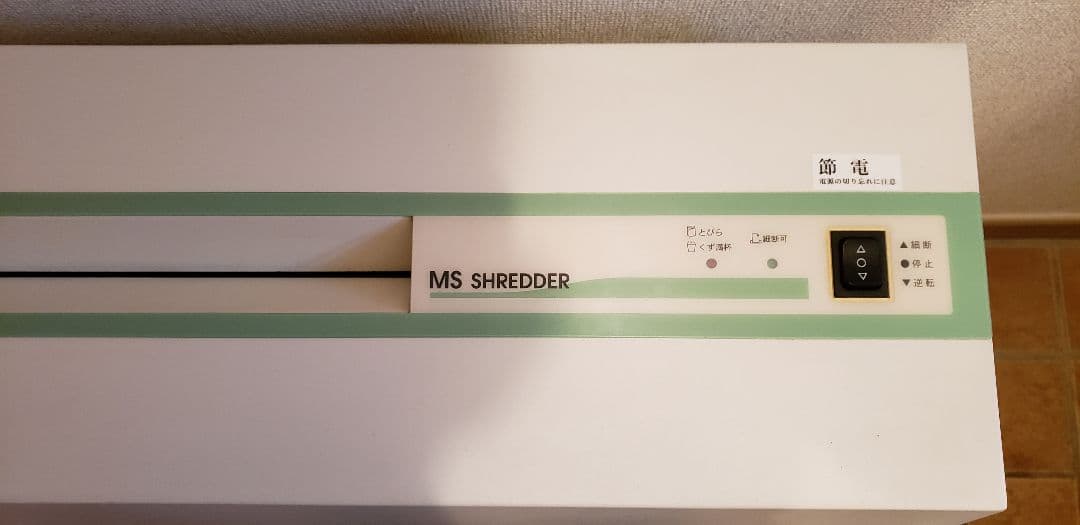 節電
電源の切り忘れに注意
とびら
くず満杯
細断可
MS SHREDDER
▲細断
●停止
▼逆転